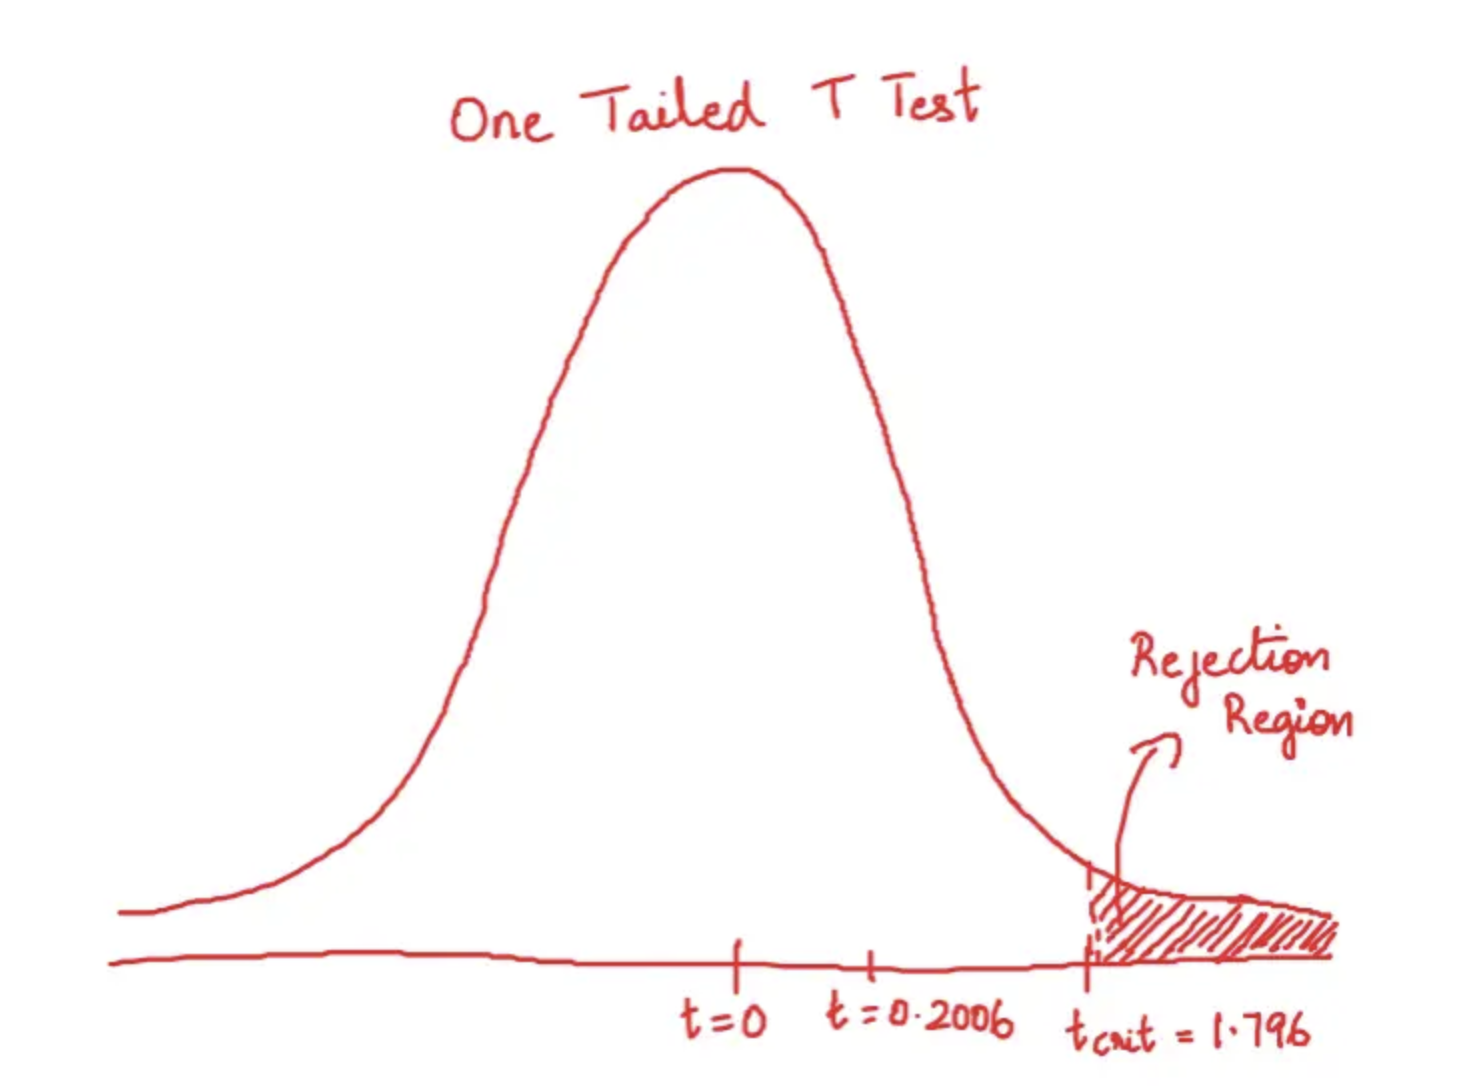 One Tailed T Test
Rejection
Region
t=0
t=0.2006
tcrit = 1.796